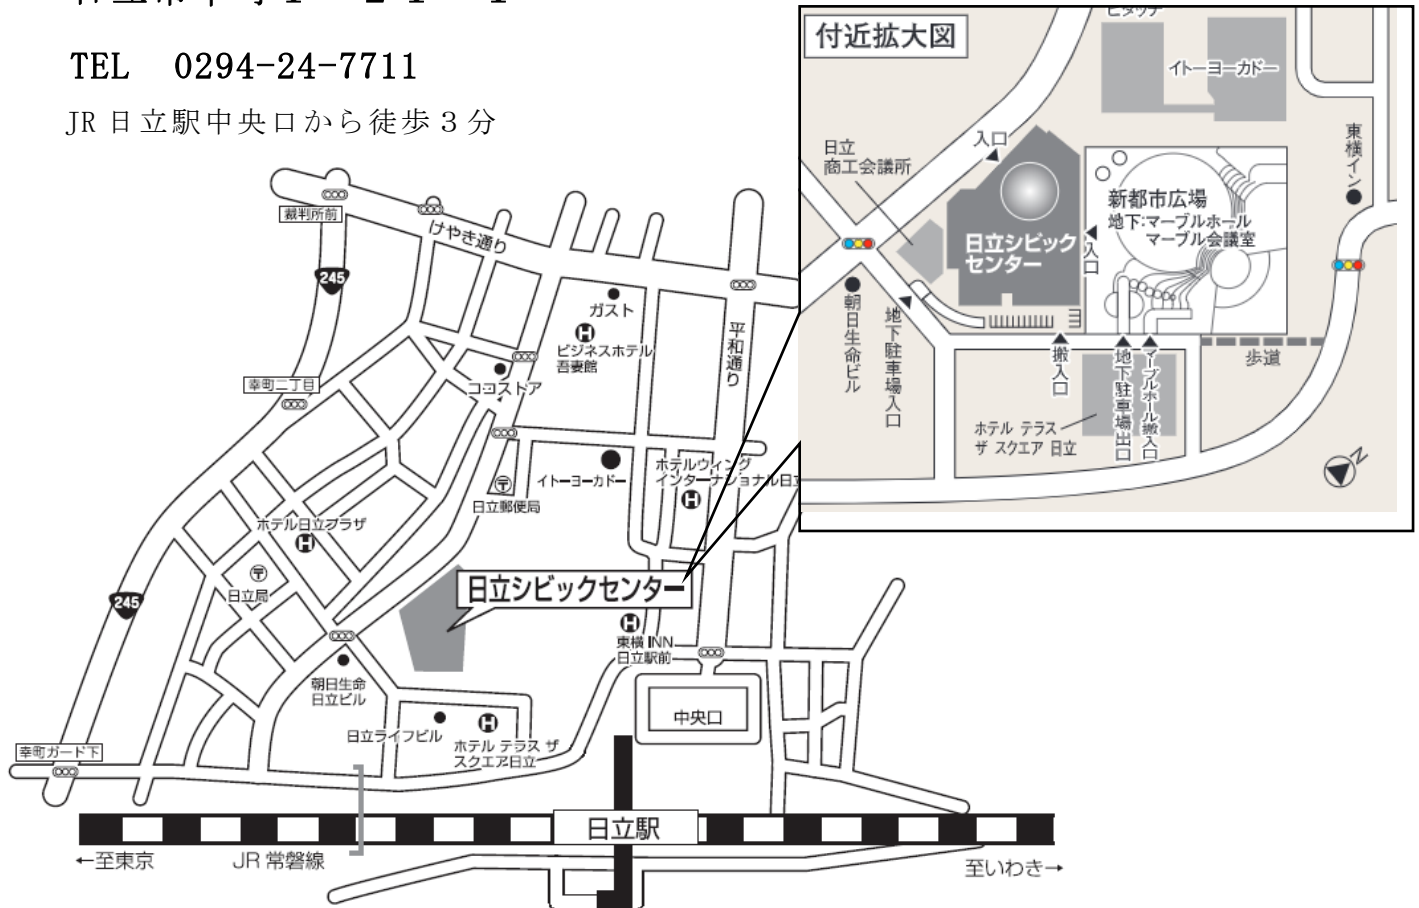 TEL 0294-24-7711
JR 日立駅中央口から徒歩３分
付近拡大図
イトーヨーカドー
東横イン
入口
日立
商工会議所
新都市広場
地下:マーブルホール
マーブル会議室
日立シビック
センター
入口
朝日生命ビル
地下駐車場入口
搬入口
地下駐車場出口
マーブルホール搬入口
歩道
ホテル テラス
ザ スクエア 日立
N
裁判所前
けやき通り
245
ガスト
H
ビジネスホテル
吾妻館
平和通り
幸町二丁目
ココストア
イトーヨーカドー
ホテルウィング
インターナショナル日立
H
〒
日立郵便局
ホテル日立プラザ
H
〒
日立局
245
日立シビックセンター
H
東横 INN
日立駅前
朝日生命
日立ビル
中央口
日立ライフビル
H
ホテル テラス ザ
スクエア日立
幸町ガード下
日立駅
←至東京
JR 常磐線
至いわき→